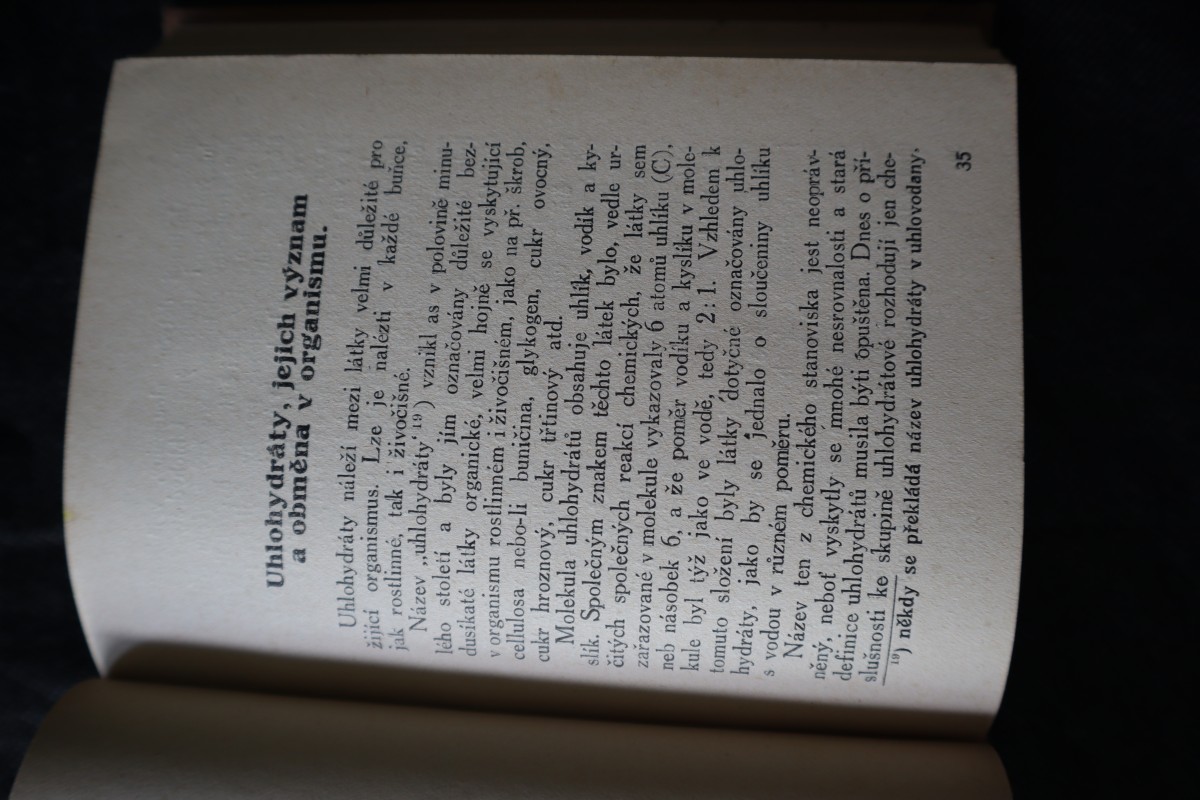 Uhlohydráty, jejich význam
a obměna v organismu.
Uhlohydráty náleží mezi látky velmi důležité pro
žijící organismus. Lze je nalézti v každé buňce,
jak rostlinné, tak i živočišné.
Název „uhlohydráty‘ ¹⁹) vznikl as v polovině minu-
lého století a byly jím označovány důležité bez-
dusikaté látky organické, velmi hojně se vyskytující
v organismu rostlinném i živočišném, jako na př. škrob,
cellulosa nebo-li buničina, glykogen, cukr ovocný,
cukr hroznový, cukr třtinový atd.
Molekula uhlohydrátů obsahuje uhlík, vodík a ky-
slík. Společným znakem těchto látek bylo, vedle ur-
čitých společných reakcí chemických, že látky sem
zařazované v molekule vykazovaly 6 atomů uhlíku (C),
neb násobek 6, a že poměr vodíku a kyslíku v mole-
kule byl týž jako ve vodě, tedy 2:1. Vzhledem k
tomuto složení byly látky dotyčné označovány uhlo-
hydráty, jako by se jednalo o sloučeniny uhlíku
s vodou v různém poměru.
Název ten z chemického stanoviska jest neopráv-
něný, neboť vyskytly se mnohé nesrovnalosti a stará
definice uhlohydrátů musila býti opuštěna. Dnes o pří-
slušnosti ke skupině uhlohydrátové rozhodují jen che-
¹⁹) někdy se překládá název uhlohydráty v uhlovodany.
35